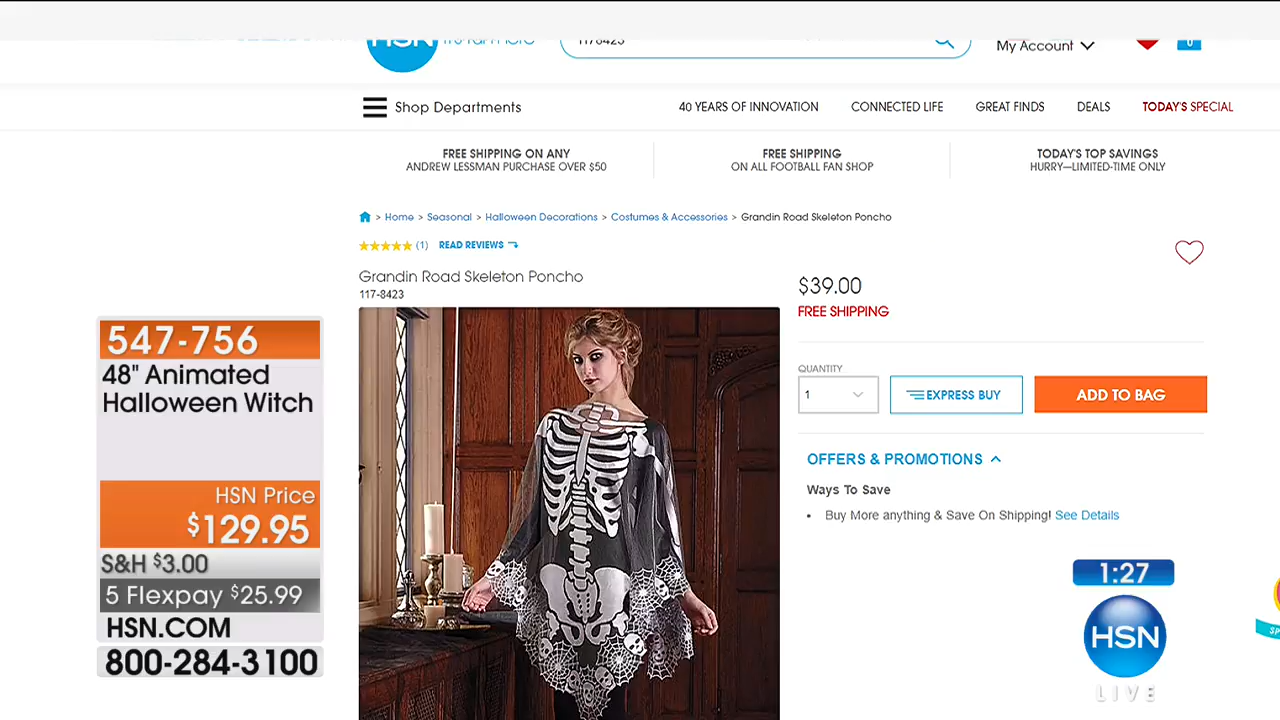 HSN
1178423
My Account
0
Shop Departments
40 YEARS OF INNOVATION
CONNECTED LIFE
GREAT FINDS
DEALS
TODAY'S SPECIAL
FREE SHIPPING ON ANY
ANDREW LESSMAN PURCHASE OVER $50
FREE SHIPPING
ON ALL FOOTBALL FAN SHOP
TODAY'S TOP SAVINGS
HURRY—LIMITED-TIME ONLY
> Home > Seasonal > Halloween Decorations > Costumes & Accessories > Grandin Road Skeleton Poncho
(1) READ REVIEWS
Grandin Road Skeleton Poncho
117-8423
$39.00
FREE SHIPPING
QUANTITY
1
EXPRESS BUY
ADD TO BAG
OFFERS & PROMOTIONS
Ways To Save
• Buy More anything & Save On Shipping! See Details
547-756
48" Animated
Halloween Witch
HSN Price
$129.95
S&H $3.00
5 Flexpay $25.99
HSN.COM
800-284-3100
1:27
HSN
LIVE